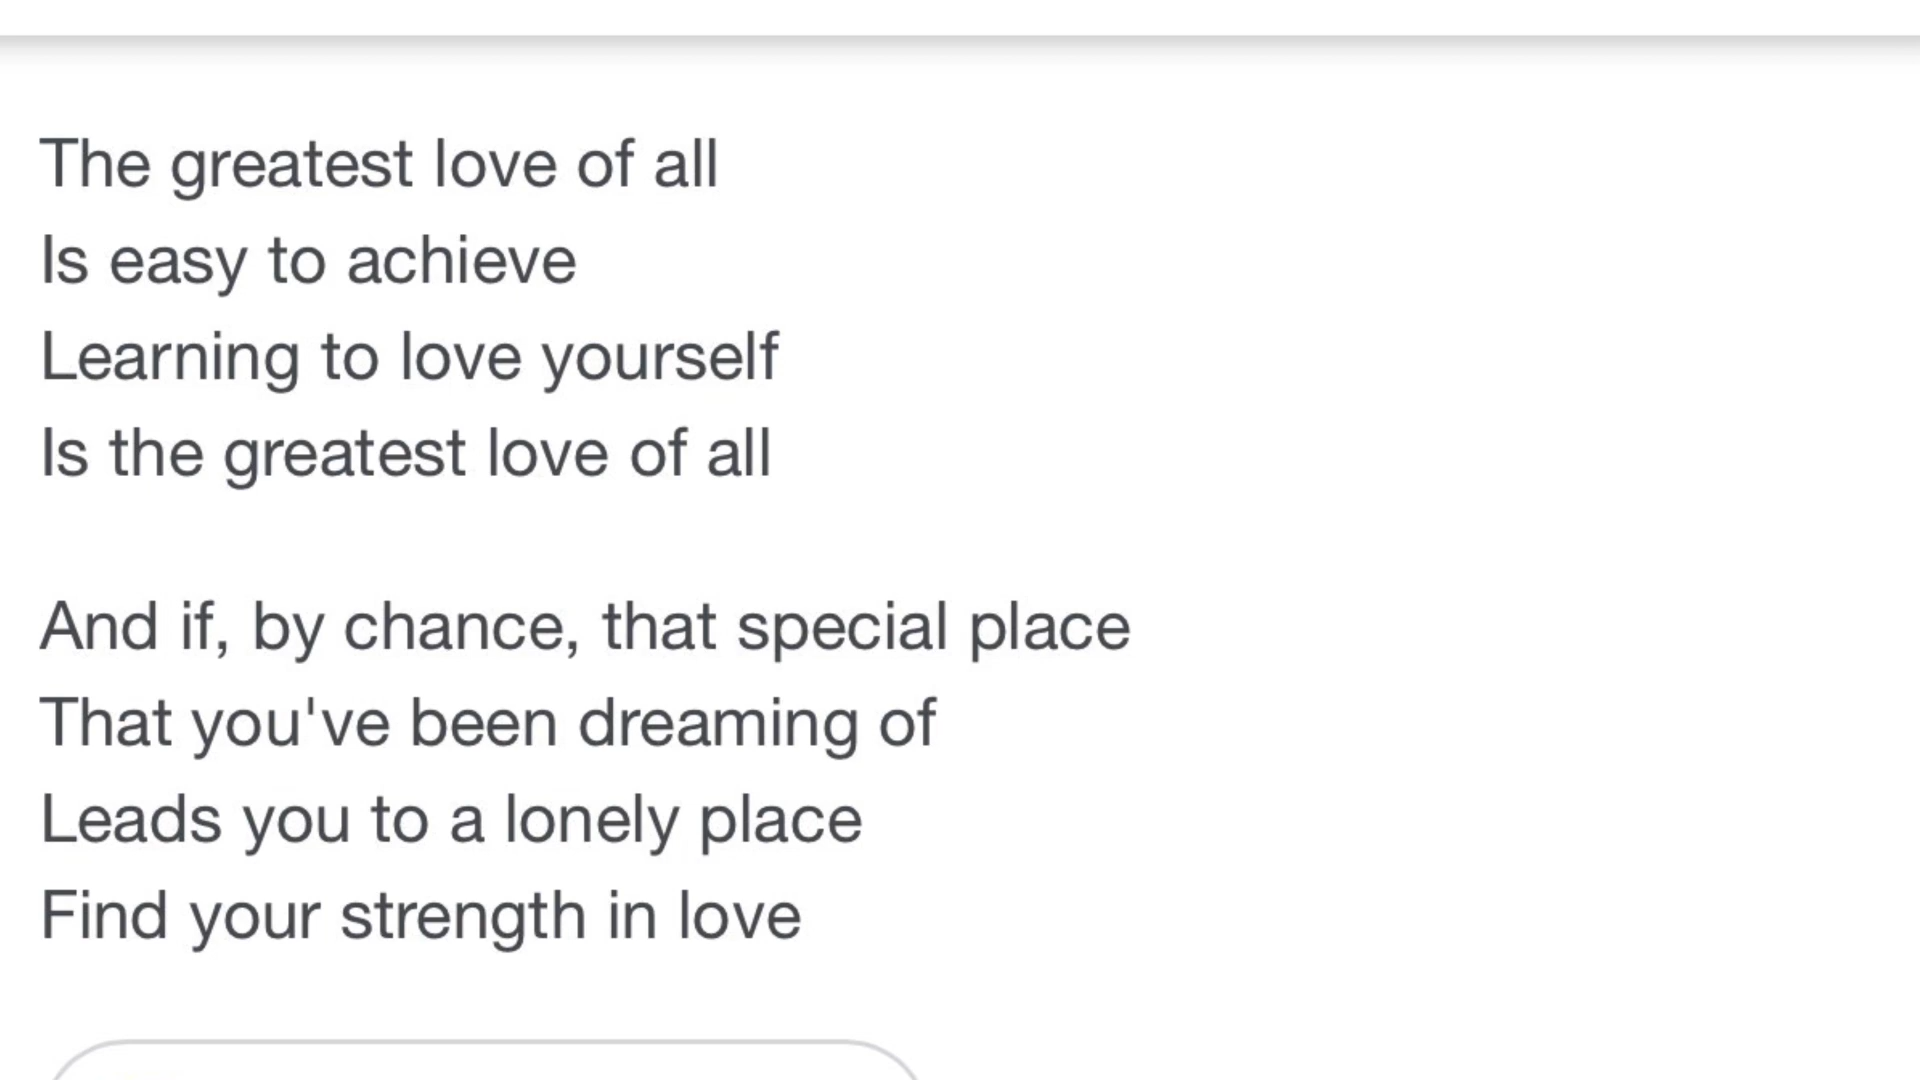 The greatest love of all
Is easy to achieve
Learning to love yourself
Is the greatest love of all
And if, by chance, that special place
That you've been dreaming of
Leads you to a lonely place
Find your strength in love